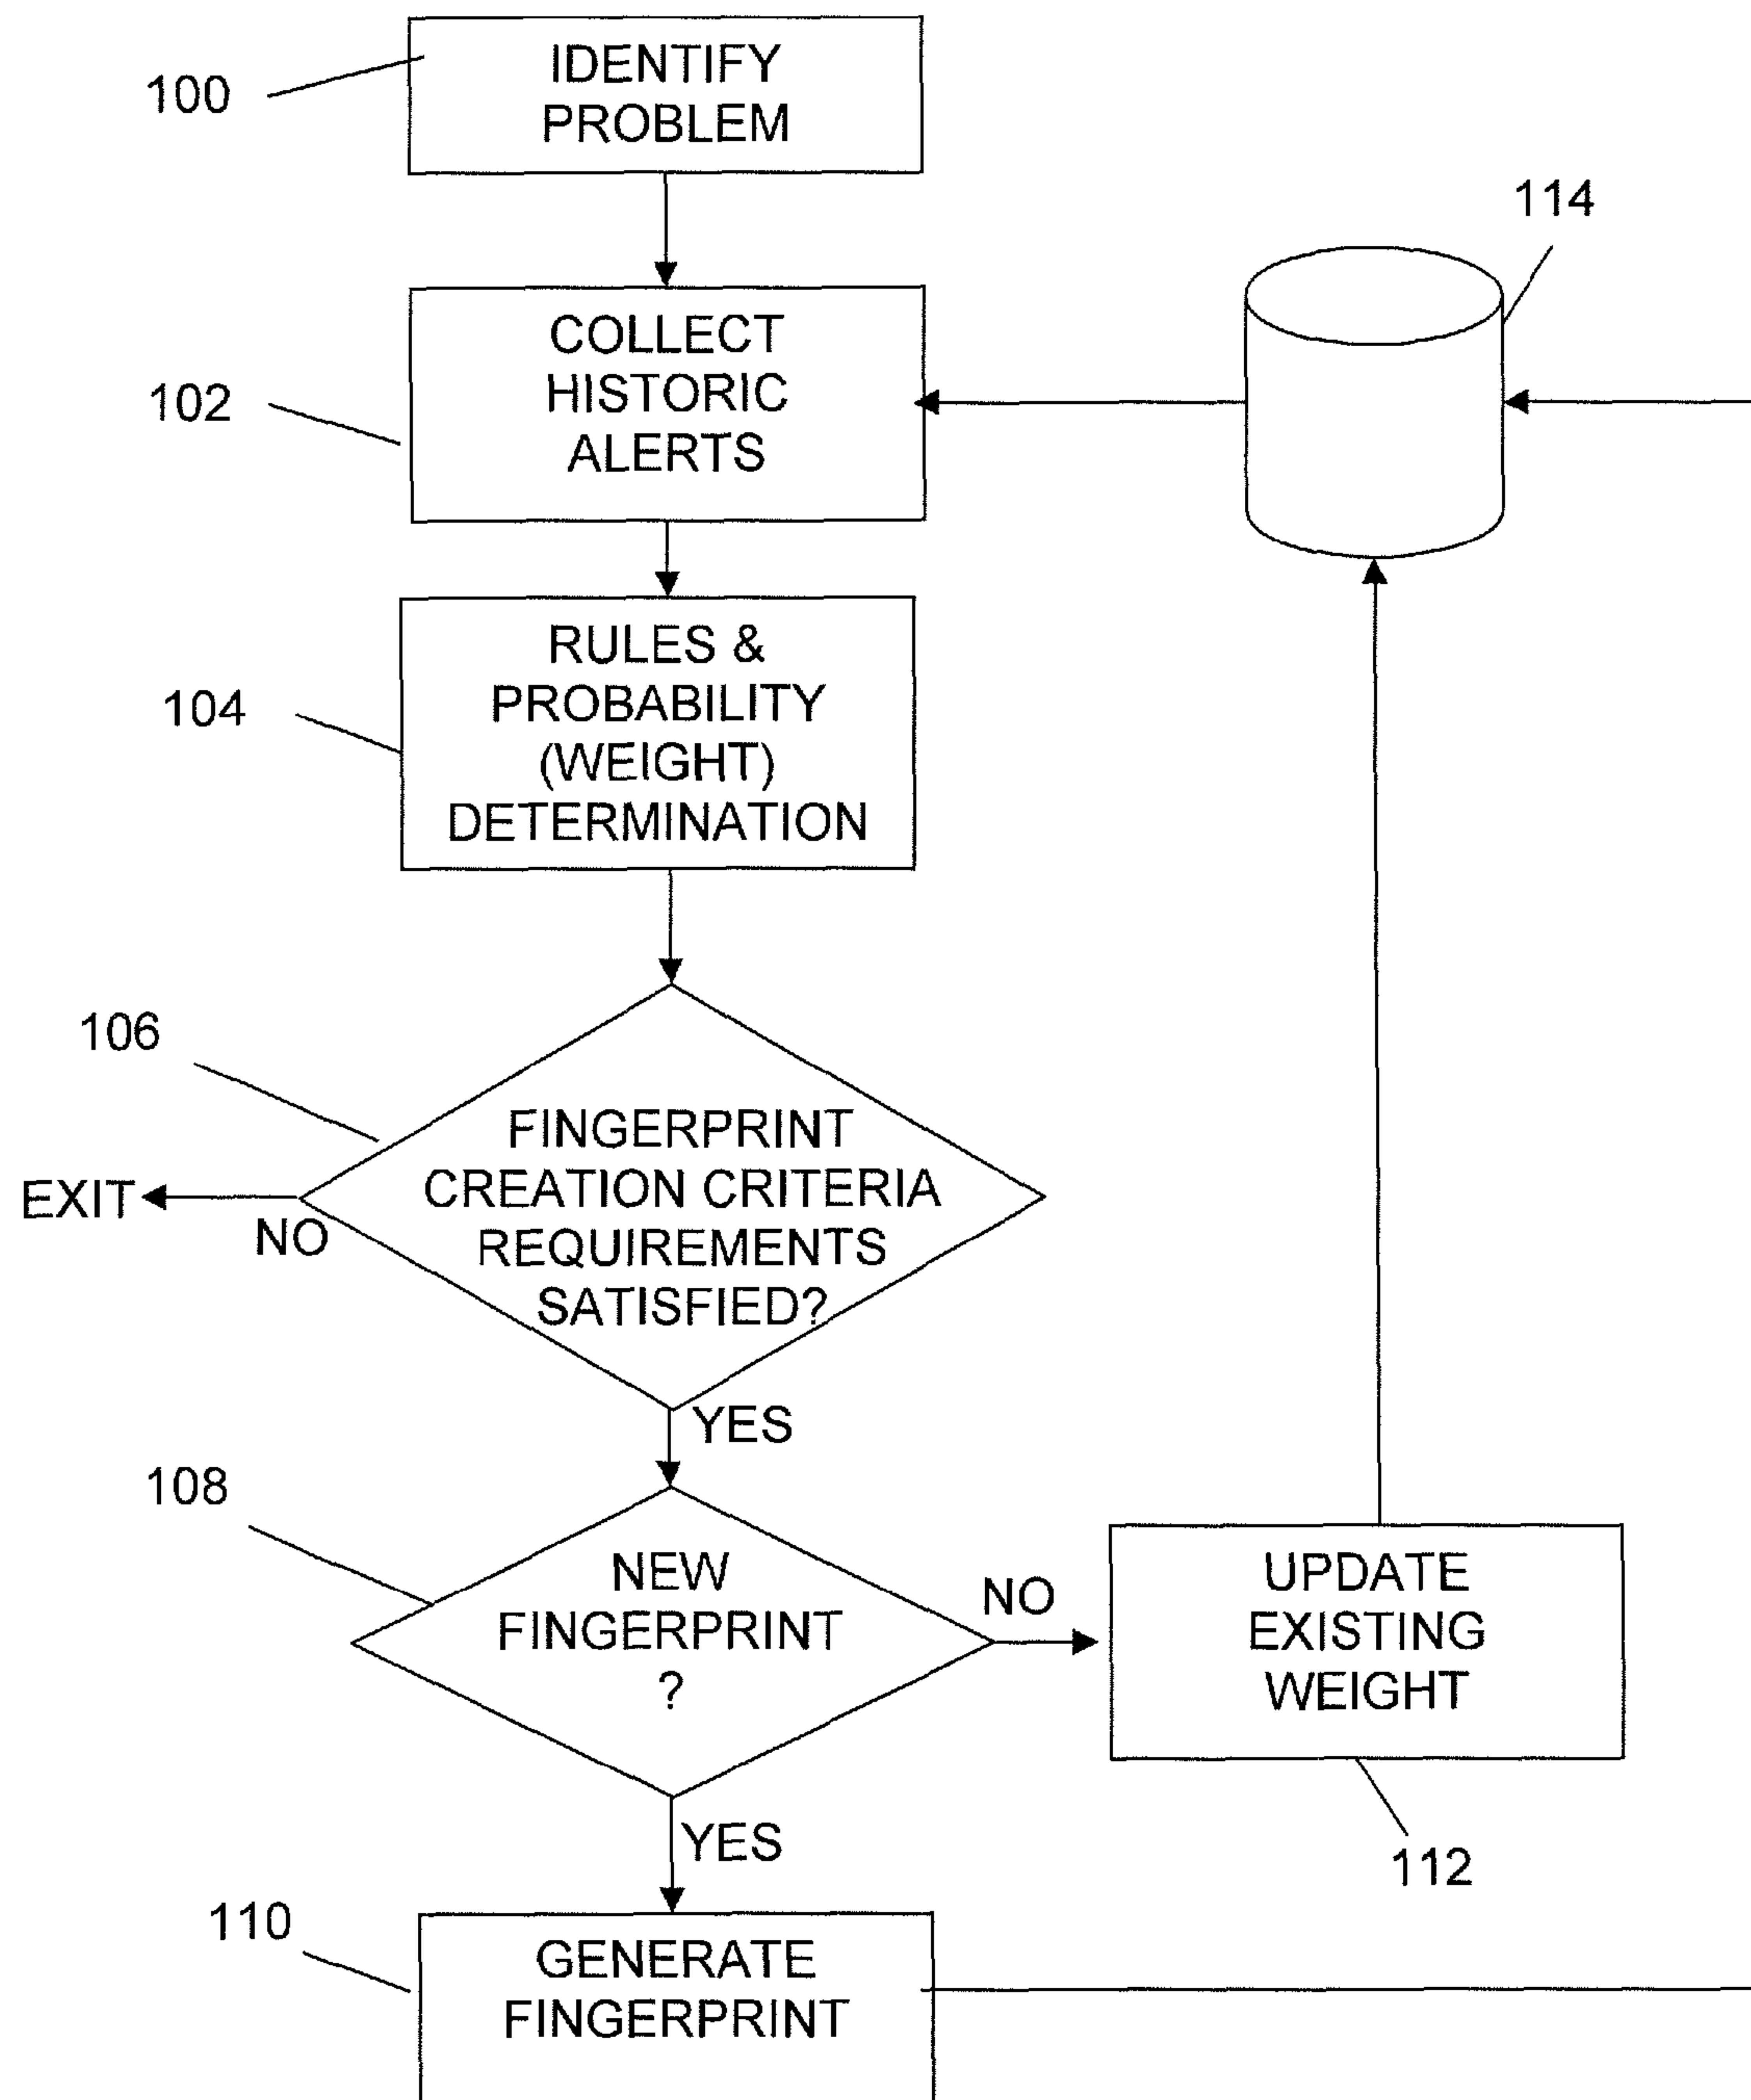 100
IDENTIFY
PROBLEM
114
102
COLLECT
HISTORIC
ALERTS
104
RULES &
PROBABILITY
(WEIGHT)
DETERMINATION
106
FINGERPRINT
CREATION CRITERIA
REQUIREMENTS
SATISFIED?
EXIT
NO
YES
108
NEW
FINGERPRINT
?
NO
UPDATE
EXISTING
WEIGHT
112
YES
110
GENERATE
FINGERPRINT